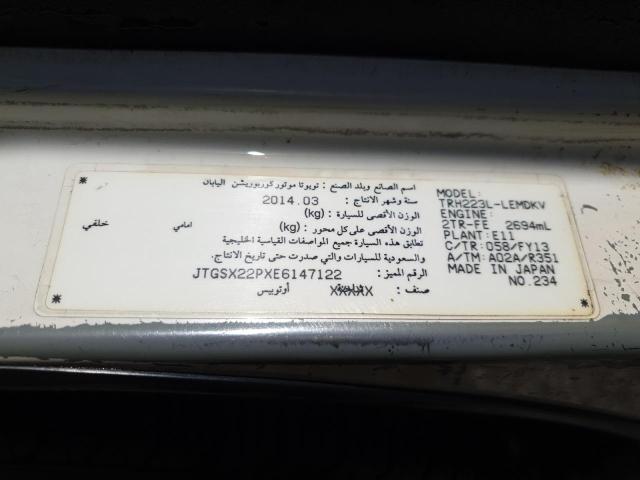 اسم الصانع وبلد الصنع : تويوتا موتور كوربوريشن اليابان
سنة وشهر الانتاج : 2014.03
الوزن الأقصى للسيارة : (kg)
الوزن الأقصى على كل محور : (kg) امامي خلفي
تطابق هذه السيارة جميع المواصفات القياسية الخليجية
والسعودية للسيارات والتي صدرت حتى تاريخ الانتاج.
الرقم المميز : JTGSX22PXE6147122
صنف : XXXXX أوتوبيس
MODEL:
TRH223L-LEMDKV
ENGINE:
2TR-FE 2694mL
PLANT: E11
C/TR: 058/FY13
A/TM: A02A/R351
MADE IN JAPAN
NO.234